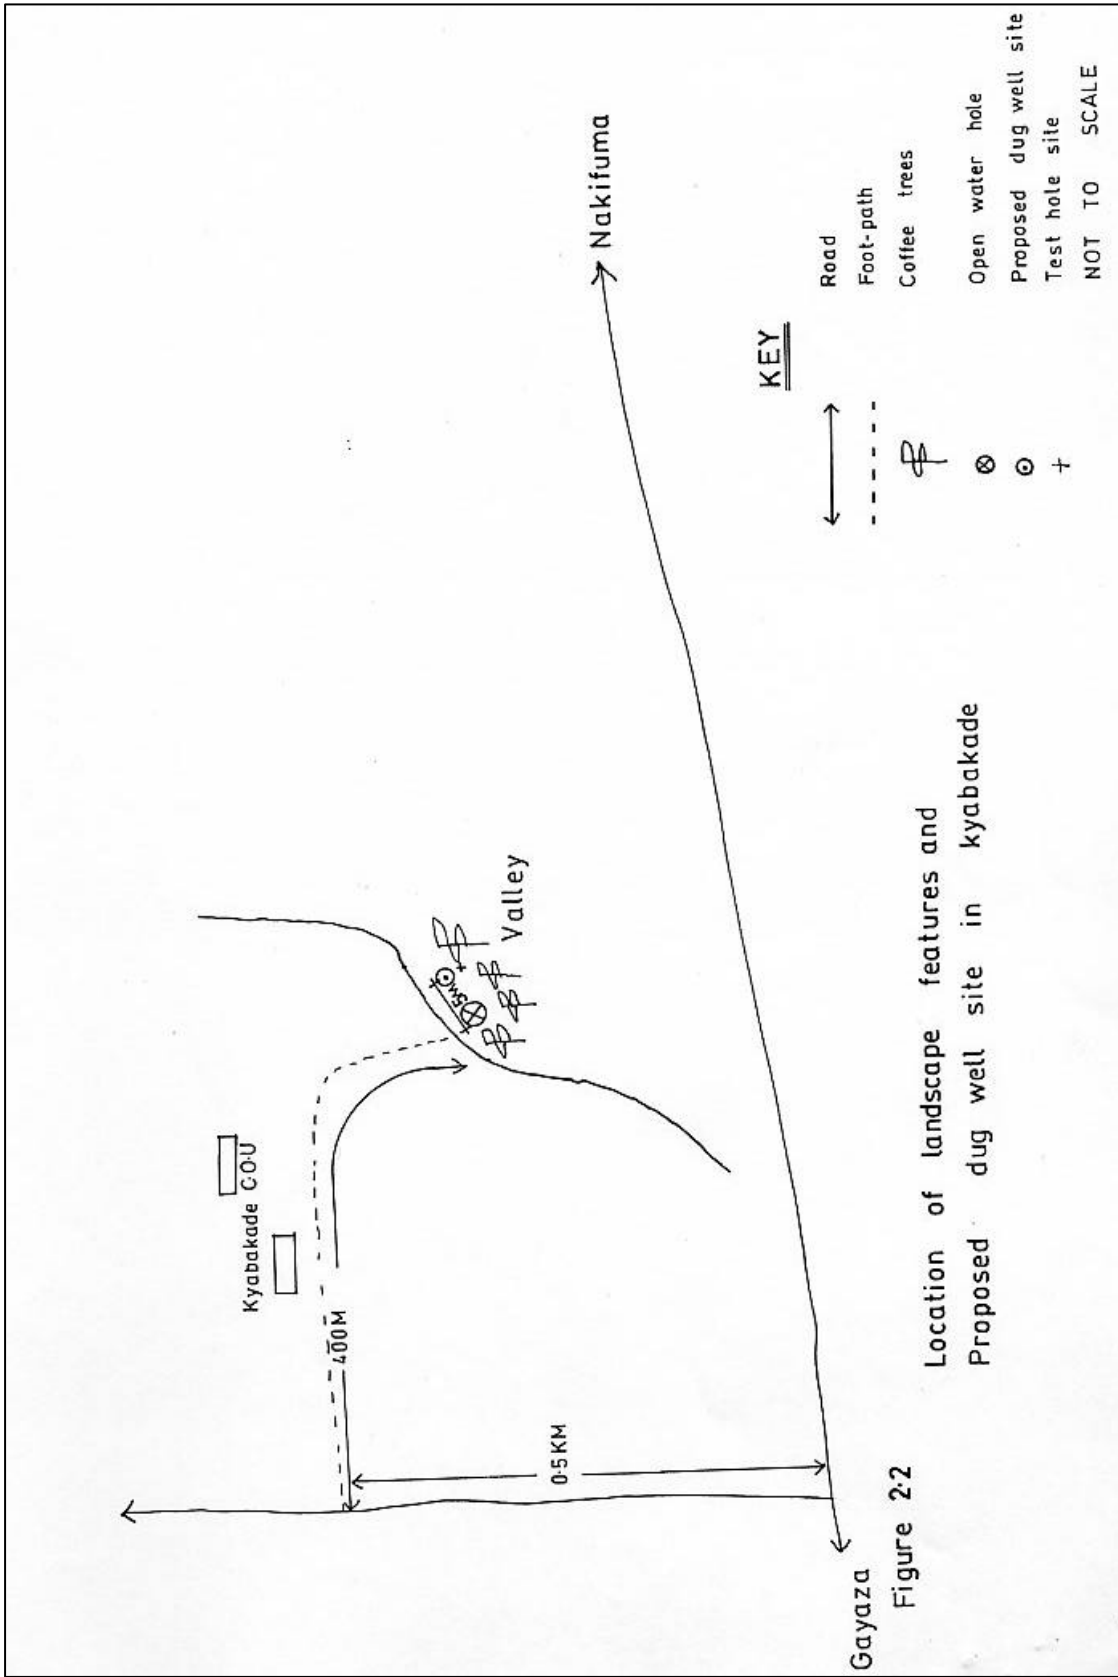 Kyabakade C·O·U
400M
5M
Valley
Nakifuma
0·5KM
Gayaza
KEY
Road
Foot-path
Coffee trees
Open water hole
Proposed dug well site
Test hole site
NOT TO SCALE
Figure 2·2
Location of landscape features and
Proposed dug well site in kyabakade